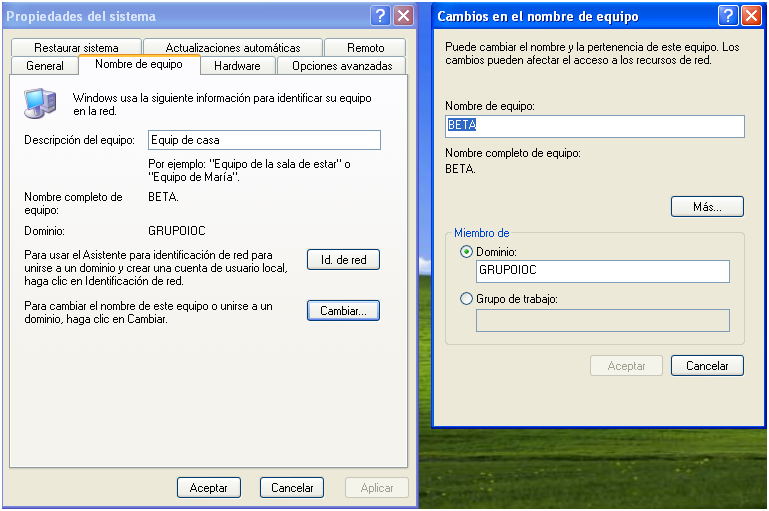 Propiedades del sistema
Restaurar sistema
Actualizaciones automáticas
Remoto
General
Nombre de equipo
Hardware
Opciones avanzadas
Windows usa la siguiente información para identificar su equipo
en la red.
Descripción del equipo:
Equip de casa
Por ejemplo: "Equipo de la sala de estar" o
"Equipo de María".
Nombre completo de
equipo:
BETA.
Dominio:
GRUPOIOC
Para usar el Asistente para identificación de red para
unirse a un dominio y crear una cuenta de usuario local,
haga clic en Identificación de red.
Id. de red
Para cambiar el nombre de este equipo o unirse a un
dominio, haga clic en Cambiar.
Cambiar...
Aceptar
Cancelar
Aplicar
Cambios en el nombre de equipo
Puede cambiar el nombre y la pertenencia de este equipo. Los
cambios pueden afectar el acceso a los recursos de red.
Nombre de equipo:
BETA
Nombre completo de equipo:
BETA.
Más...
Miembro de
Dominio:
GRUPOIOC
Grupo de trabajo:
Aceptar
Cancelar